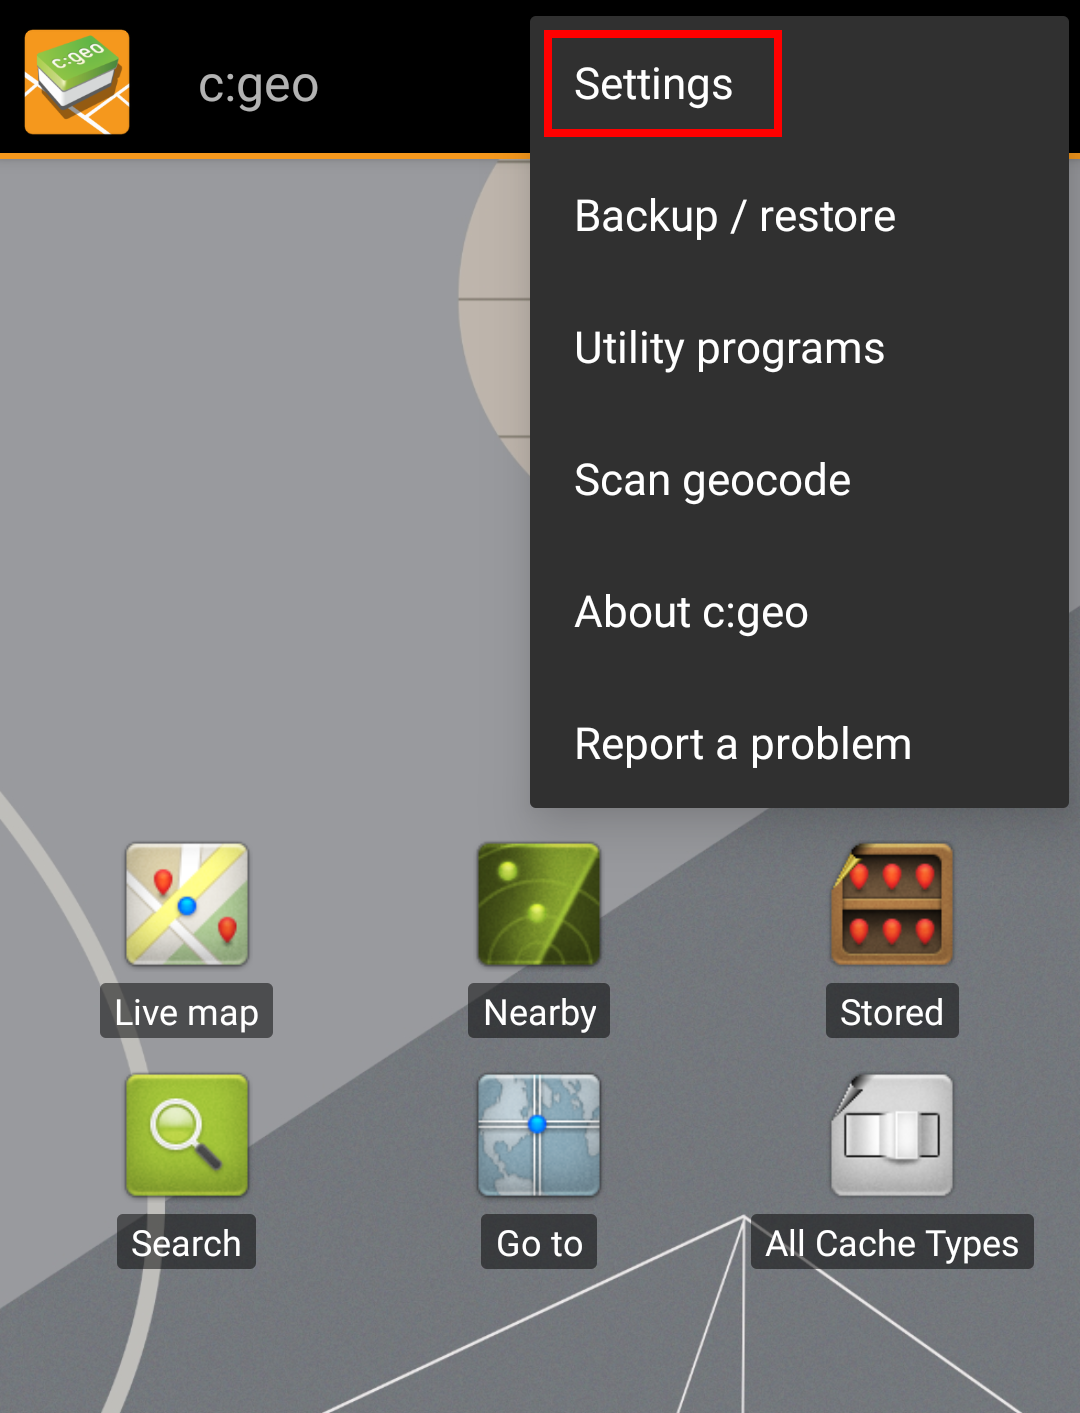 c:geo
c:geo
Settings
Backup / restore
Utility programs
Scan geocode
About c:geo
Report a problem
Live map
Nearby
Stored
Search
Go to
All Cache Types